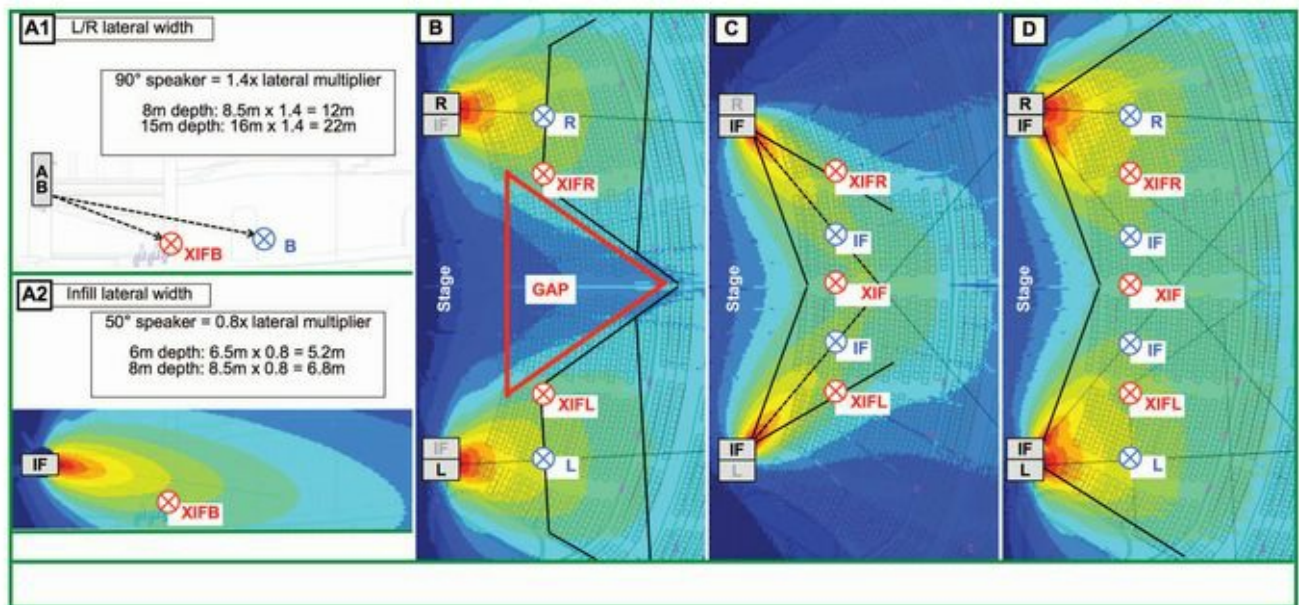 A1
L/R lateral width
90° speaker = 1.4x lateral multiplier
8m depth: 8.5m x 1.4 = 12m
15m depth: 16m x 1.4 = 22m
A
B
XIFB
B
A2
Infill lateral width
50° speaker = 0.8x lateral multiplier
6m depth: 6.5m x 0.8 = 5.2m
8m depth: 8.5m x 0.8 = 6.8m
IF
XIFB
B
R
IF
R
XIFR
Stage
GAP
XIFL
IF
L
L
C
R
IF
XIFR
IF
Stage
XIF
IF
XIFL
IF
L
D
R
IF
R
XIFR
IF
Stage
XIF
IF
XIFL
IF
L
L